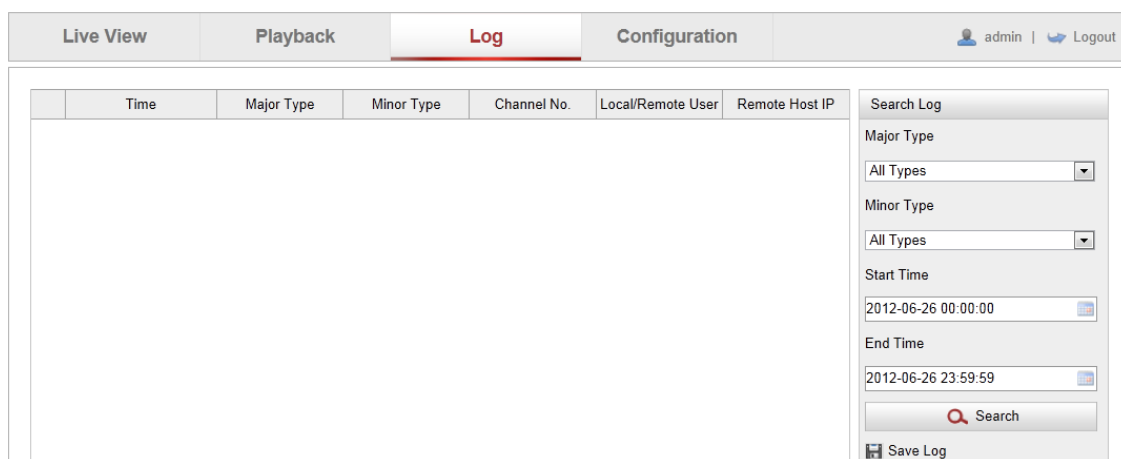 Live View Playback Log Configuration admin | Logout
Time Major Type Minor Type Channel No. Local/Remote User Remote Host IP
Search Log
Major Type
All Types
Minor Type
All Types
Start Time
2012-06-26 00:00:00
End Time
2012-06-26 23:59:59
Search
Save Log